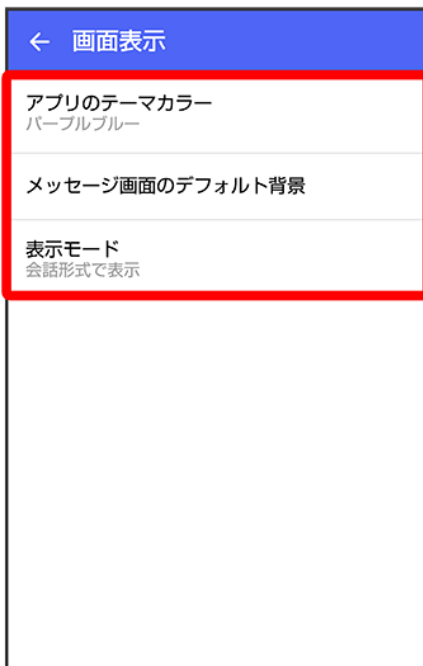 ← 画面表示
アプリのテーマカラー
パープルブルー
メッセージ画面のデフォルト背景
表示モード
会話形式で表示